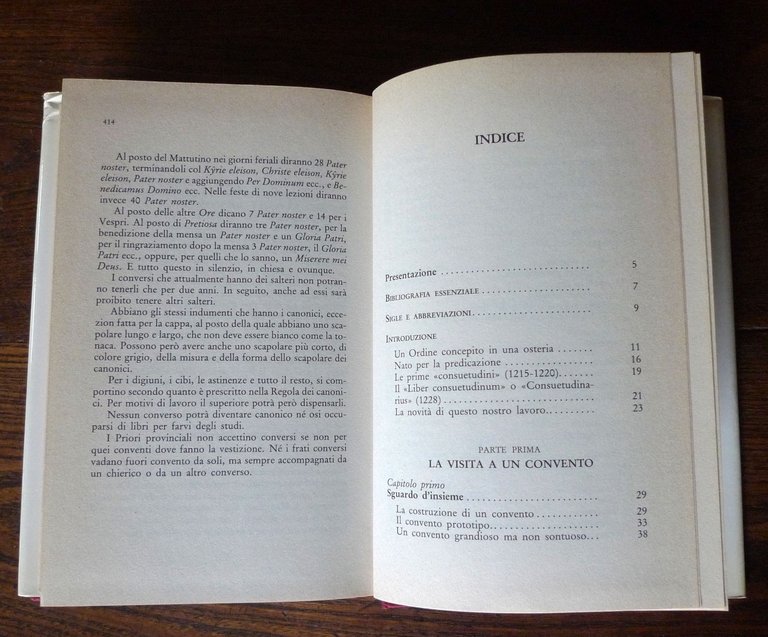 414
Al posto del Mattutino nei giorni feriali diranno 28 Pater
noster, terminandoli col Kýrie eleison, Christe eleison, Kýrie
eleison, Pater noster e aggiungendo Per Dominum ecc., e Be-
nedicamus Domino ecc. Nelle feste di nove lezioni diranno
invece 40 Pater noster.
Al posto delle altre Ore dicano 7 Pater noster e 14 per i
Vespri. Al posto di Pretiosa diranno tre Pater noster, per la
benedizione della mensa un Pater noster e un Gloria Patri,
per il ringraziamento dopo la mensa 3 Pater noster, il Gloria
Patri ecc., oppure, per quelli che lo sanno, un Miserere mei
Deus. E tutto questo in silenzio, in chiesa e ovunque.
I conversi che attualmente hanno dei salteri non potran-
no tenerli che per due anni. In seguito, anche ad essi sarà
proibito tenere altri salteri.
Abbiano gli stessi indumenti che hanno i canonici, ecce-
zion fatta per la cappa, al posto della quale abbiano uno sca-
polare lungo e largo, che non deve essere bianco come la to-
naca. Possono però avere anche uno scapolare più corto, di
colore grigio, della misura e della forma dello scapolare dei
canonici.
Per i digiuni, i cibi, le astinenze e tutto il resto, si com-
portino secondo quanto è prescritto nella Regola dei canoni-
ci. Per motivi di lavoro il superiore potrà però dispensarli.
Nessun converso potrà diventare canonico né osi occu-
parsi di libri per farvi degli studi.
I Priori provinciali non accettino conversi se non per
quei conventi dove fanno la vestizione. Né i frati conversi
vadano fuori convento da soli, ma sempre accompagnati da
un chierico o da un altro converso.
INDICE
Presentazione .......................... 5
BIBLIOGRAFIA ESSENZIALE .................... 7
SIGLE E ABBREVIAZIONI..................... 9
INTRODUZIONE
Un Ordine concepito in una osteria ....... 11
Nato per la predicazione ................ 16
Le prime «consuetudini» (1215-1220)....... 19
Il «Liber consuetudinum» o «Consuetudina-
rius» (1228) .......................... 21
La novità di questo nostro lavoro.......... 23
PARTE PRIMA
LA VISITA A UN CONVENTO
Capitolo primo
Sguardo d'insieme ....................... 29
La costruzione di un convento ............ 29
Il convento prototipo................... 33
Un convento grandioso ma non sontuoso... 38